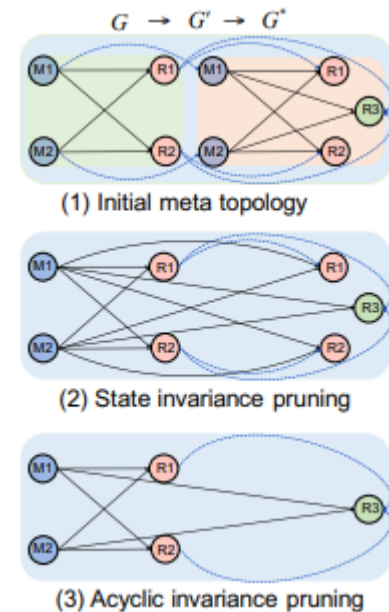 G → G' → G*
M1 R1 M1 R1
R3
M2 R2 M2 R2
(1) Initial meta topology
M1 R1 R1
R3
M2 R2 R2
(2) State invariance pruning
M1 R1
R3
M2 R2
(3) Acyclic invariance pruning